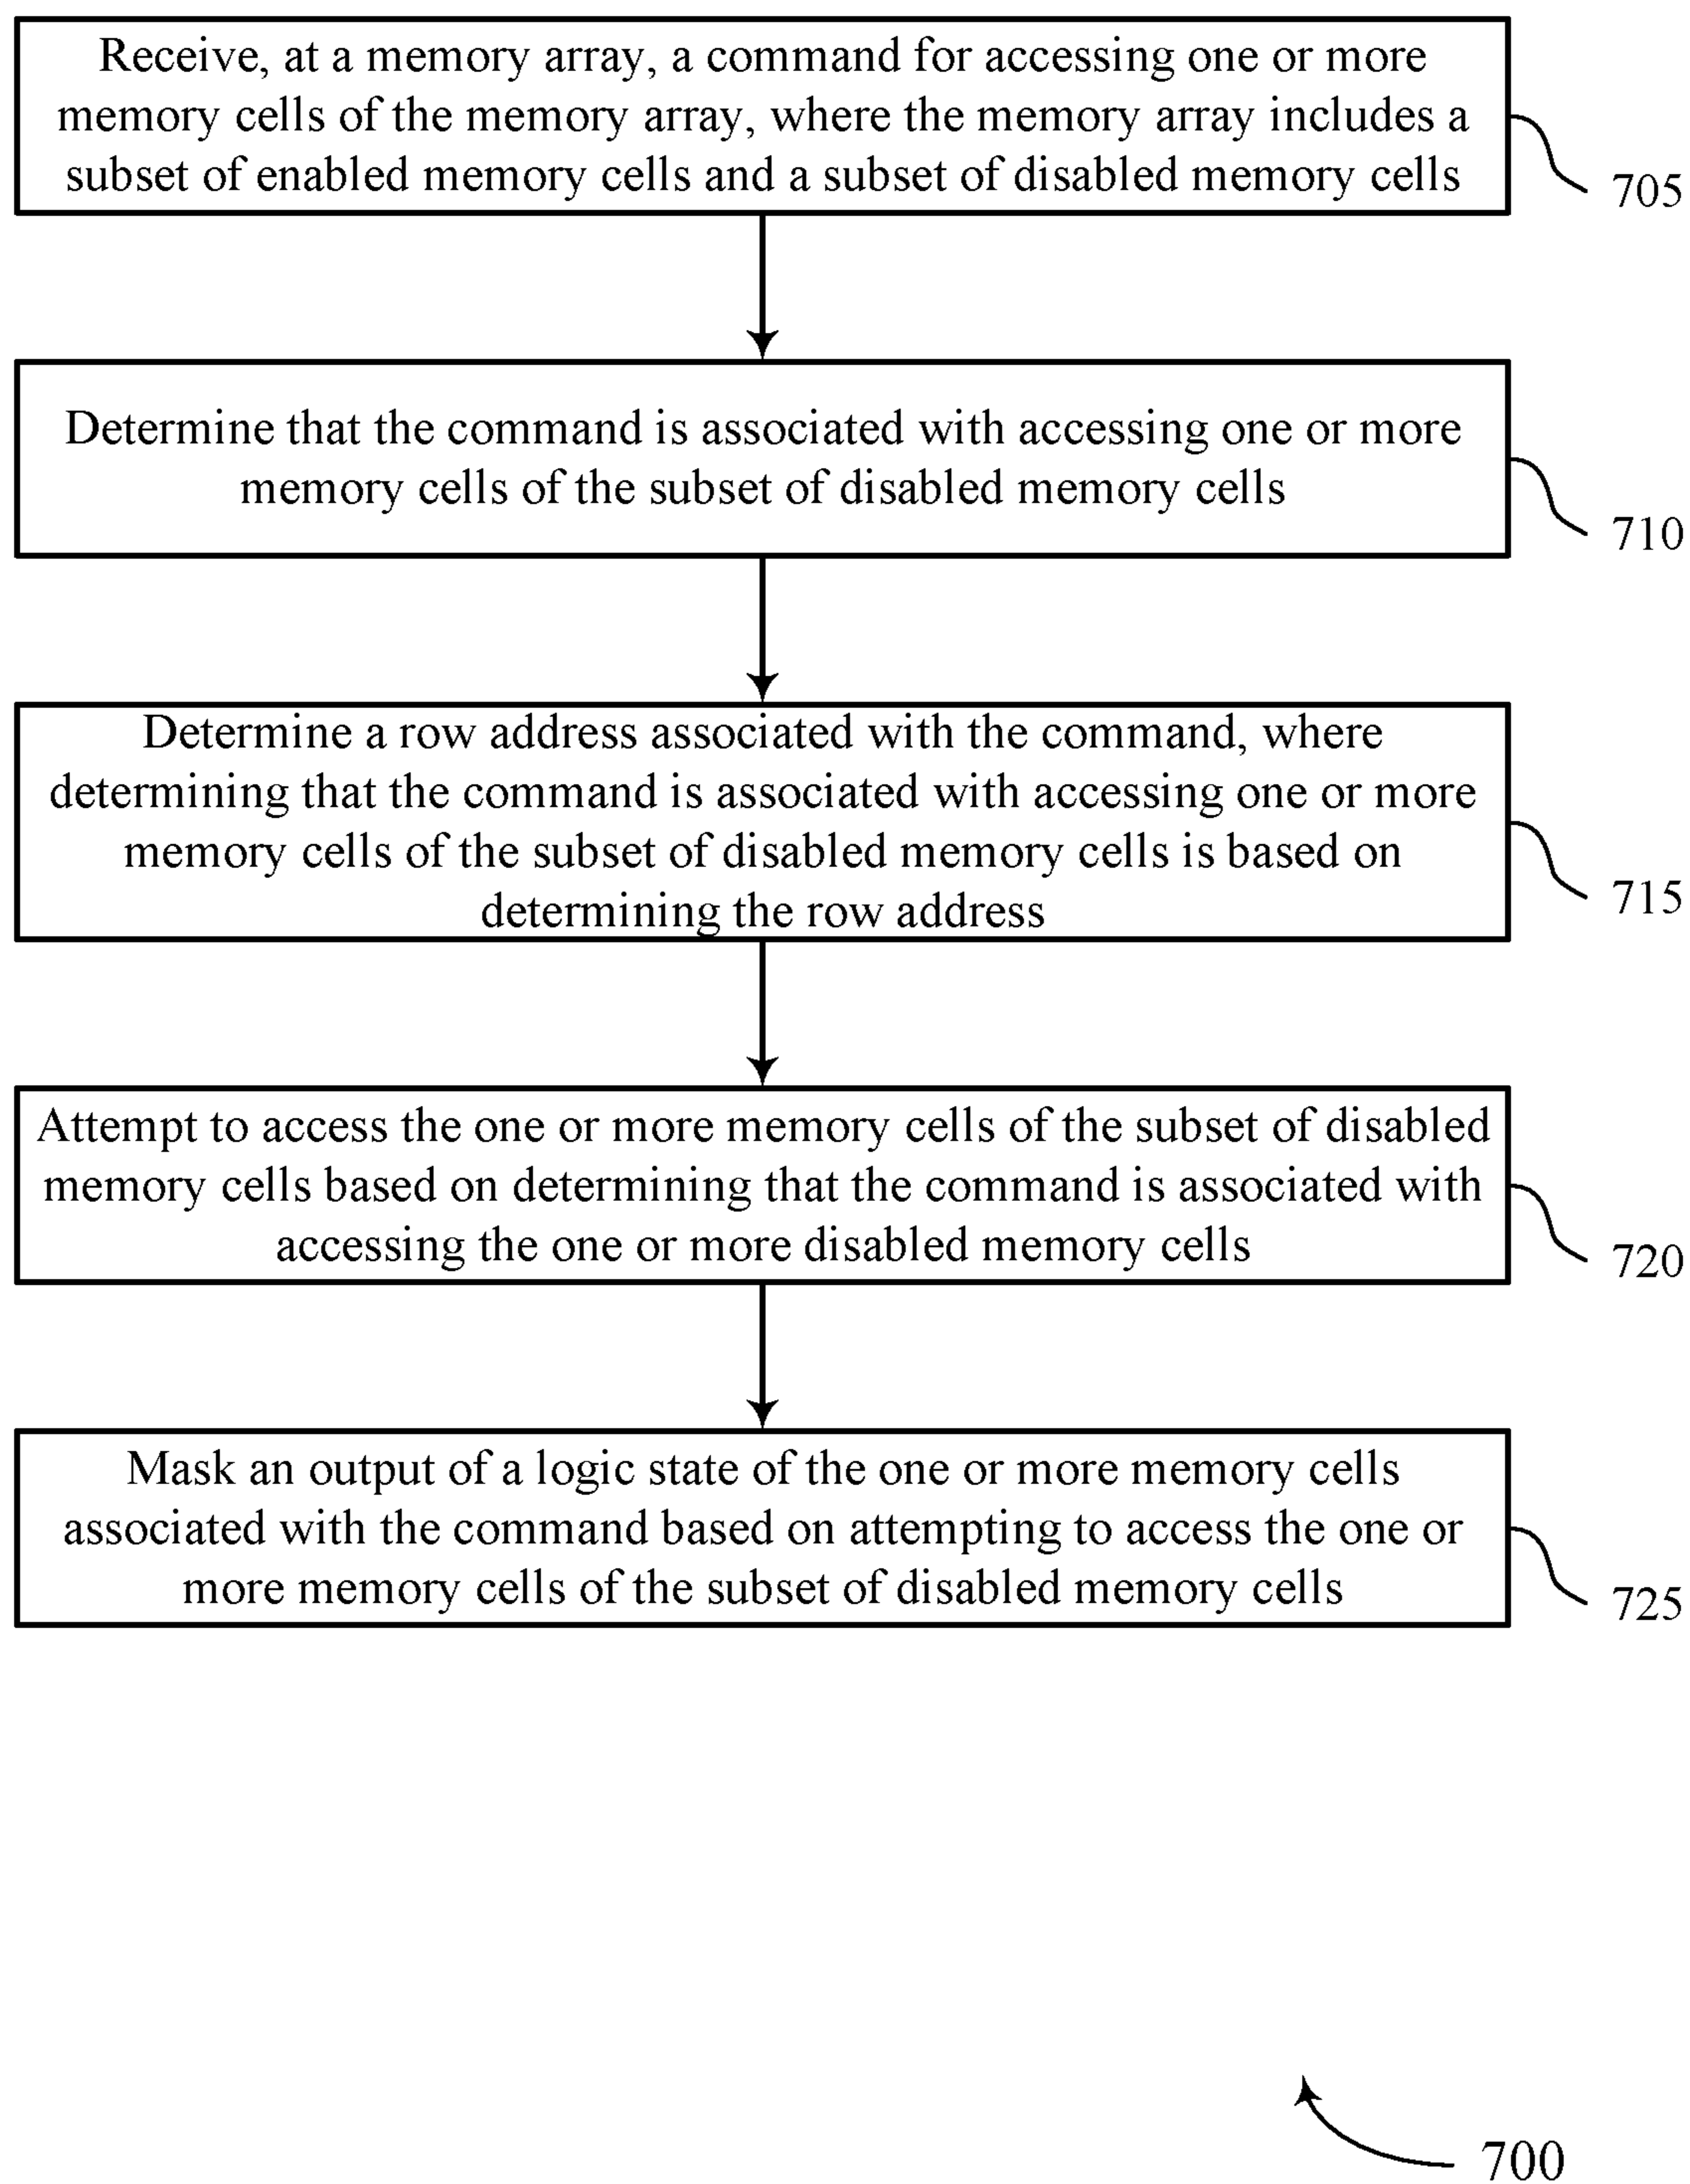 Receive, at a memory array, a command for accessing one or more
memory cells of the memory array, where the memory array includes a
subset of enabled memory cells and a subset of disabled memory cells
705
Determine that the command is associated with accessing one or more
memory cells of the subset of disabled memory cells
710
Determine a row address associated with the command, where
determining that the command is associated with accessing one or more
memory cells of the subset of disabled memory cells is based on
determining the row address
715
Attempt to access the one or more memory cells of the subset of disabled
memory cells based on determining that the command is associated with
accessing the one or more disabled memory cells
720
Mask an output of a logic state of the one or more memory cells
associated with the command based on attempting to access the one or
more memory cells of the subset of disabled memory cells
725
700